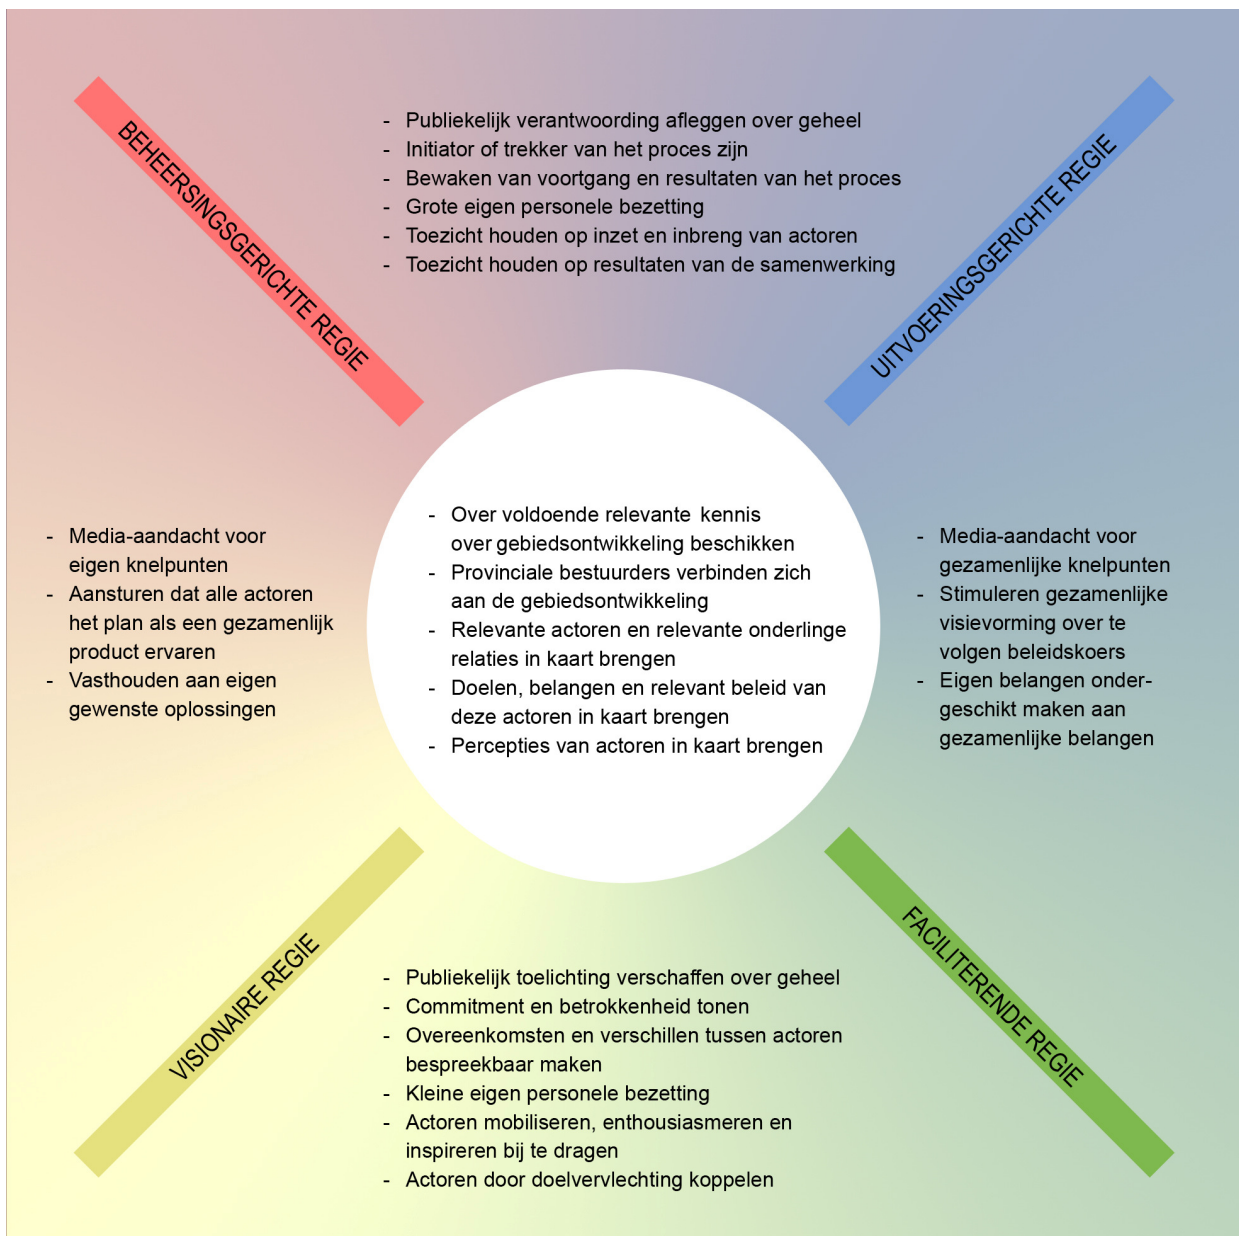 BEHEERSINGSGERICHTE REGIE
- Publiekelijk verantwoording afleggen over geheel
- Initiator of trekker van het proces zijn
- Bewaken van voortgang en resultaten van het proces
- Grote eigen personele bezetting
- Toezicht houden op inzet en inbreng van actoren
- Toezicht houden op resultaten van de samenwerking
UITVOERINGSGERICHTE REGIE
- Media-aandacht voor
eigen knelpunten
- Aansturen dat alle actoren
het plan als een gezamenlijk
product ervaren
- Vasthouden aan eigen
gewenste oplossingen
- Over voldoende relevante kennis
over gebiedsontwikkeling beschikken
- Provinciale bestuurders verbinden zich
aan de gebiedsontwikkeling
- Relevante actoren en relevante onderlinge
relaties in kaart brengen
- Doelen, belangen en relevant beleid van
deze actoren in kaart brengen
- Percepties van actoren in kaart brengen
- Media-aandacht voor
gezamenlijke knelpunten
- Stimuleren gezamenlijke
visievorming over te
volgen beleidskoers
- Eigen belangen onder-
geschikt maken aan
gezamenlijke belangen
VISIONAIRE REGIE
- Publiekelijk toelichting verschaffen over geheel
- Commitment en betrokkenheid tonen
- Overeenkomsten en verschillen tussen actoren
bespreekbaar maken
- Kleine eigen personele bezetting
- Actoren mobiliseren, enthousiasmeren en
inspireren bij te dragen
- Actoren door doelvervlechting koppelen
FACILITERENDE REGIE